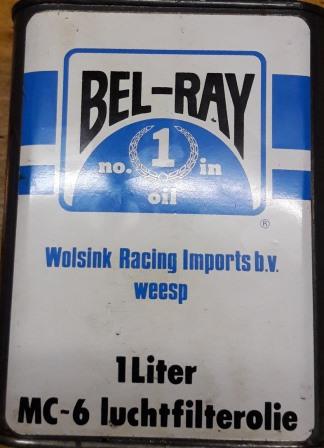 BEL-RAY
no. 1 in
oil
®
Wolsink Racing Imports b.v.
weesp
1 Liter
MC-6 luchtfilterolie